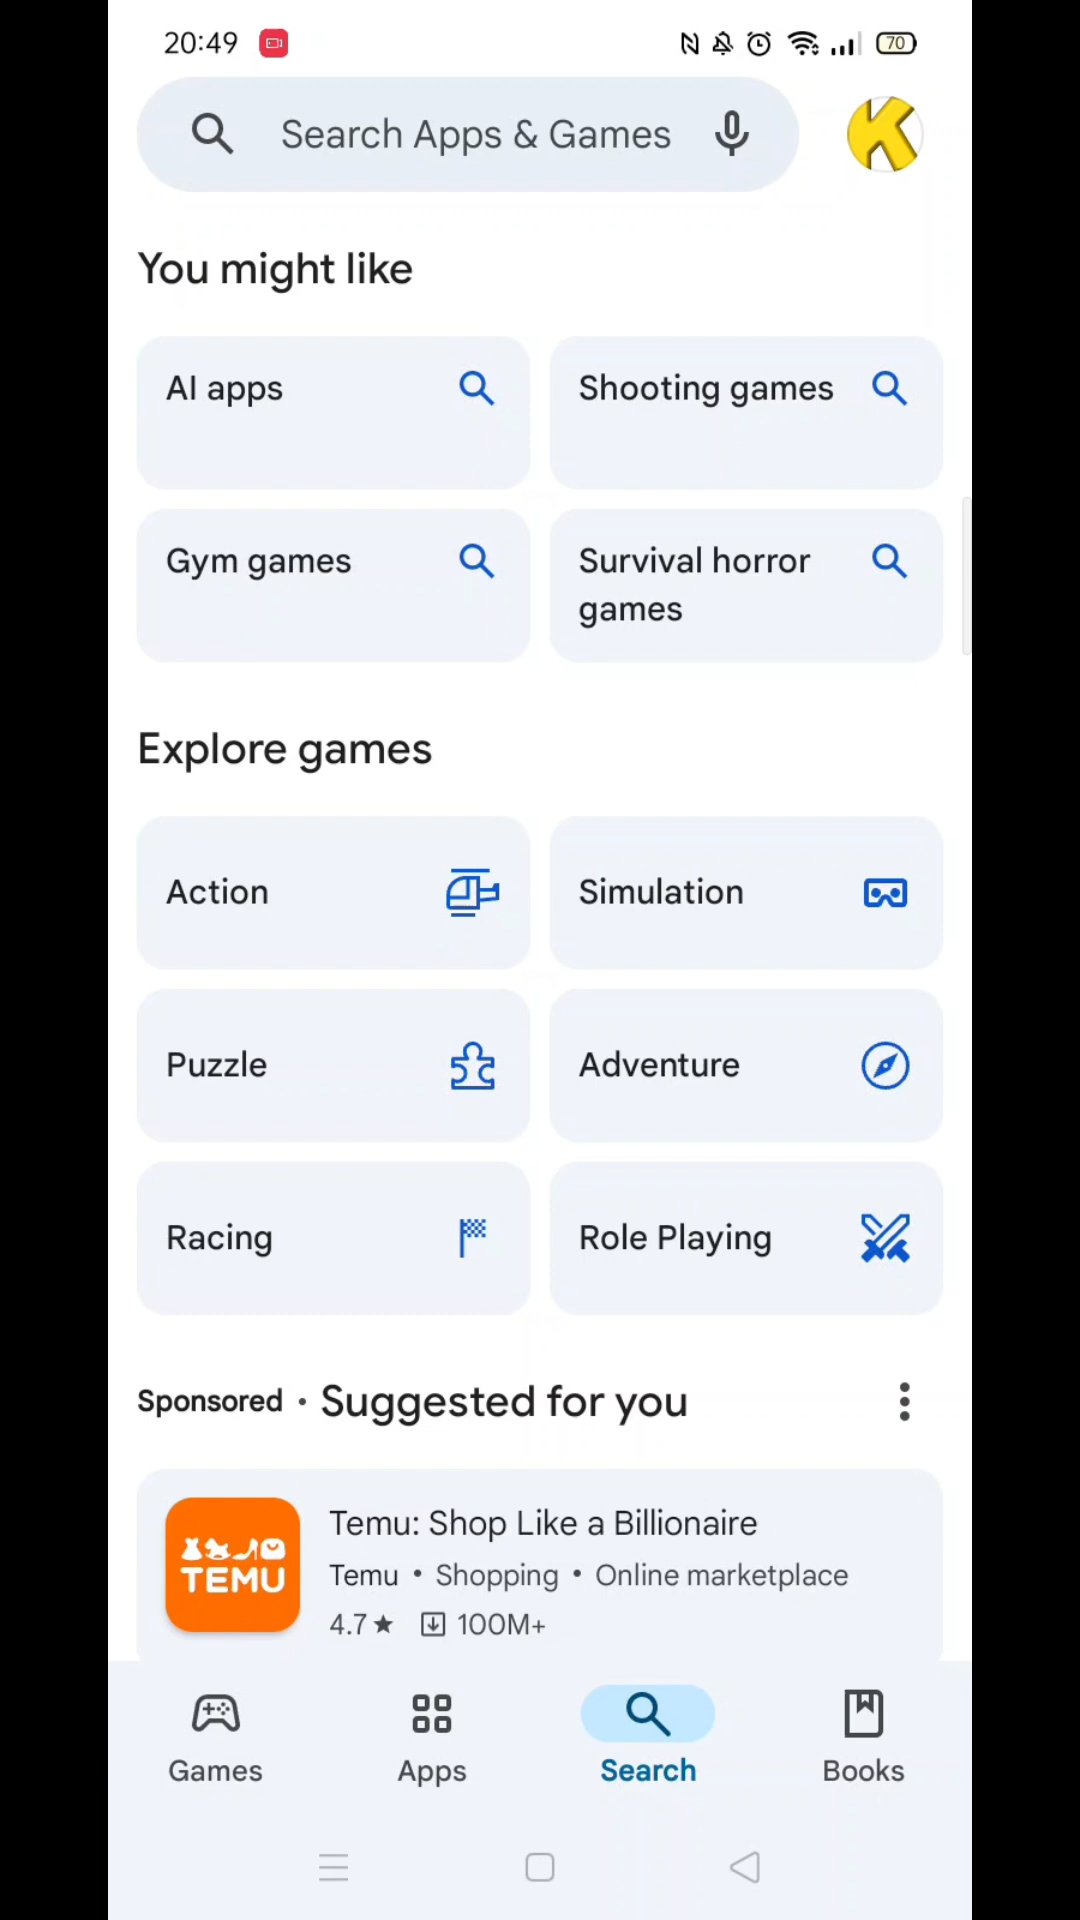 20:49
70
Search Apps & Games
You might like
AI apps
Shooting games
Gym games
Survival horror
games
Explore games
Action
Simulation
Puzzle
Adventure
Racing
Role Playing
Sponsored • Suggested for you
TEMU
Temu: Shop Like a Billionaire
Temu • Shopping • Online marketplace
4.7★ 100M+
Games
Apps
Search
Books